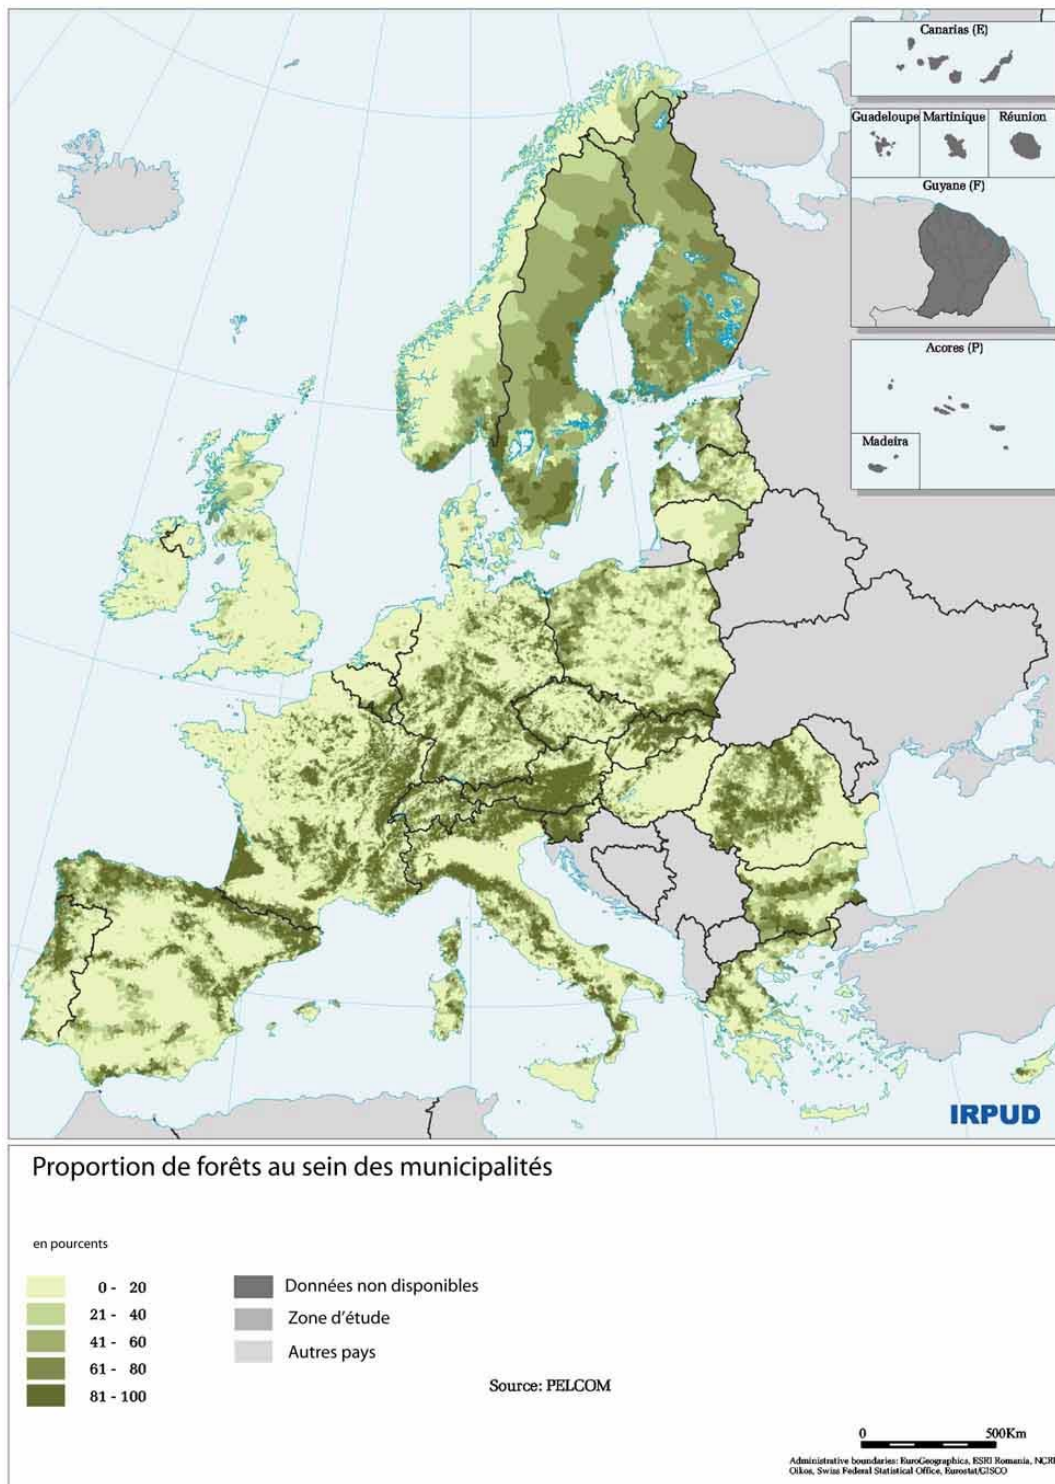 Canarias (E)
Guadeloupe Martinique Réunion
Guyane (F)
Acores (P)
Madeira
IRPUD
Proportion de forêts au sein des municipalités
en pourcents
0 - 20
21 - 40
41 - 60
61 - 80
81 - 100
Données non disponibles
Zone d'étude
Autres pays
Source: PELCOM
0 500Km
Administrative boundaries: EuroGeographics, ESRI Romania, NCRI
Oikos, Swiss Federal Statistical Office, Eurostat/GISCO